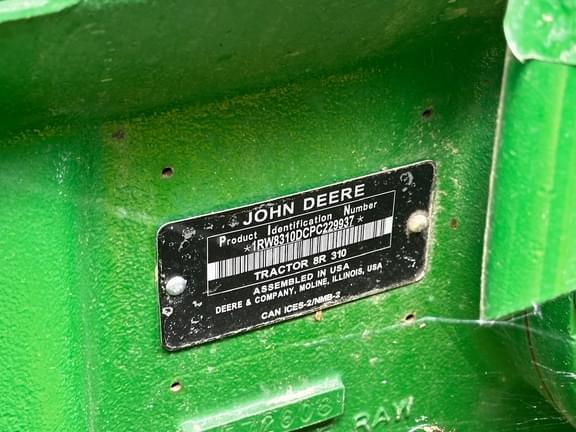 JOHN DEERE
Product Identification Number
*1RW8310DCPC229937*
TRACTOR 8R 310
ASSEMBLED IN USA
DEERE & COMPANY, MOLINE, ILLINOIS, USA
CAN ICES-2/NMB-2
RAW